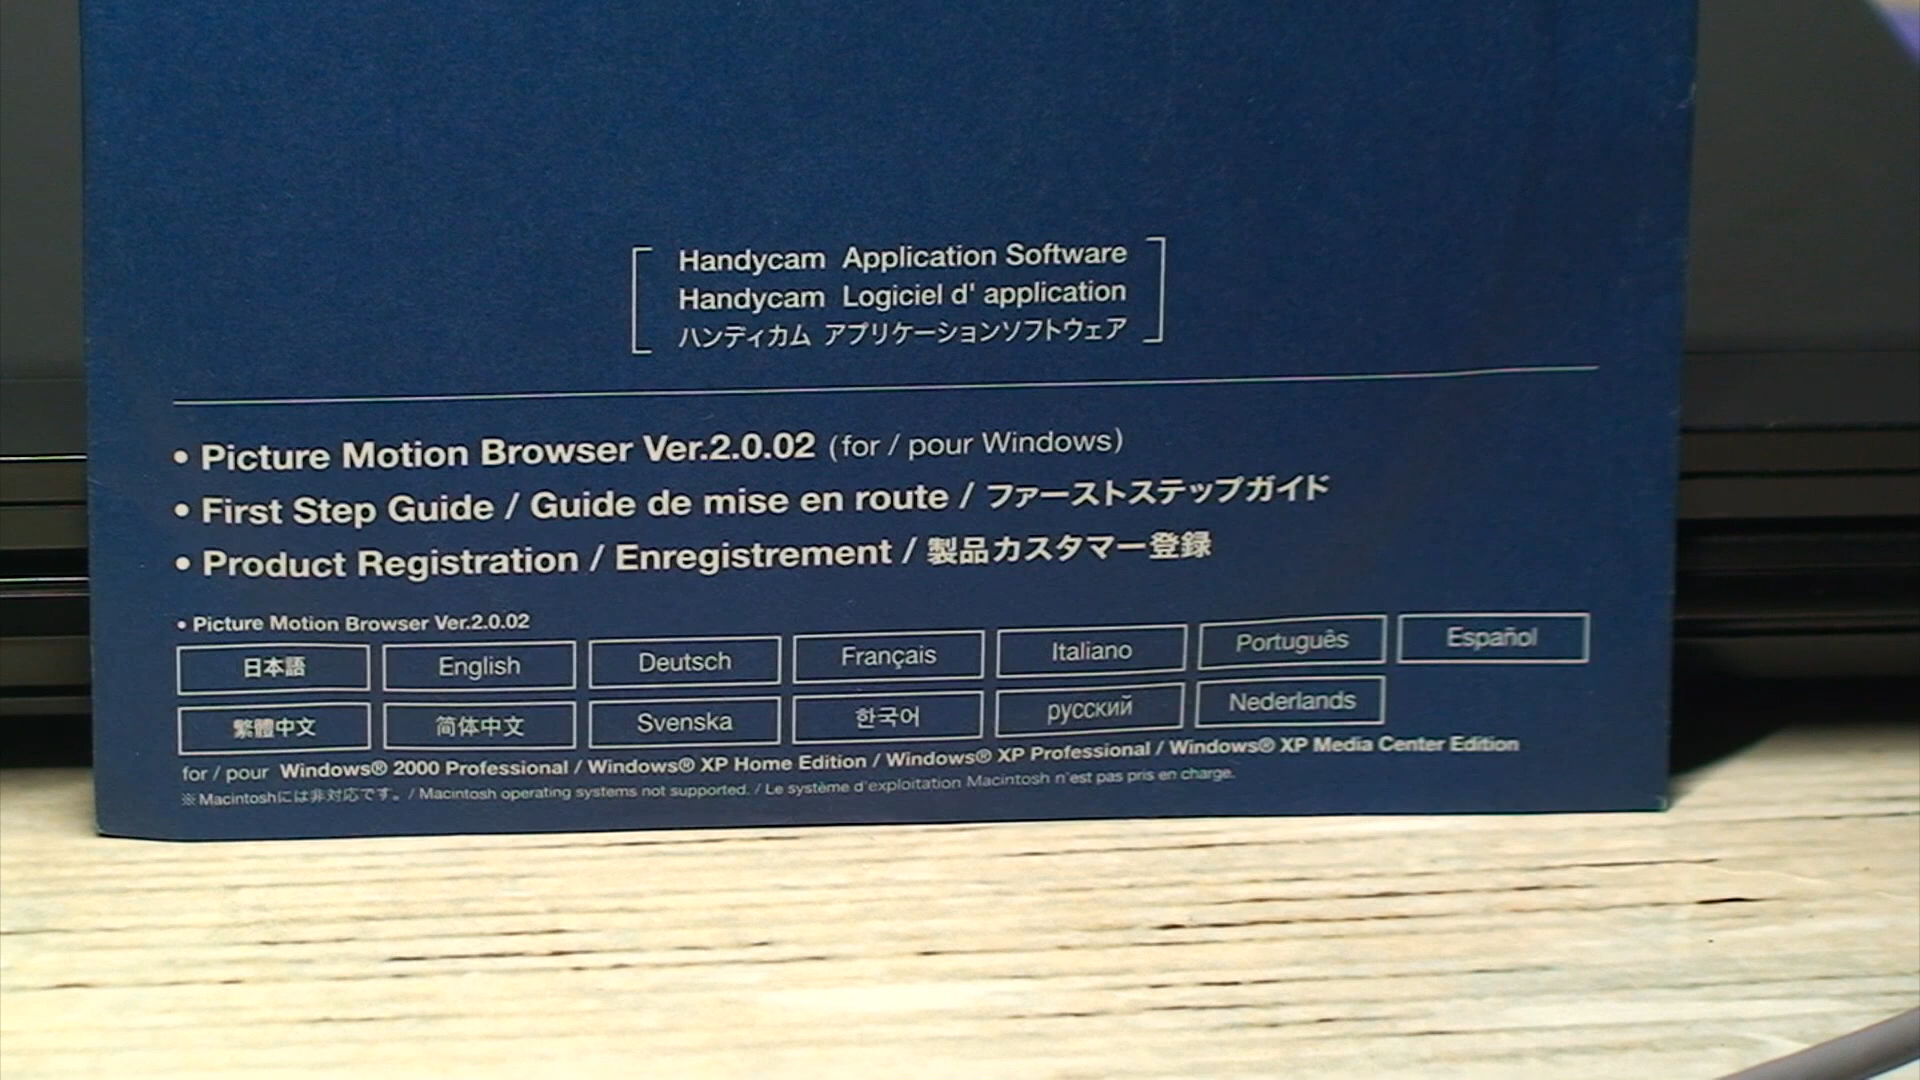 Handycam Application Software
Handycam Logiciel d' application
ハンディカム アプリケーションソフトウェア
• Picture Motion Browser Ver.2.0.02 (for / pour Windows)
• First Step Guide / Guide de mise en route / ファーストステップガイド
• Product Registration / Enregistrement / 製品カスタマー登録
• Picture Motion Browser Ver.2.0.02
日本語 English Deutsch Français Italiano Português Español
繁體中文 简体中文 Svenska 한국어 русский Nederlands
for / pour Windows® 2000 Professional / Windows® XP Home Edition / Windows® XP Professional / Windows® XP Media Center Edition
※Macintoshには非対応です。/ Macintosh operating systems not supported. / Le système d'exploitation Macintosh n'est pas pris en charge.